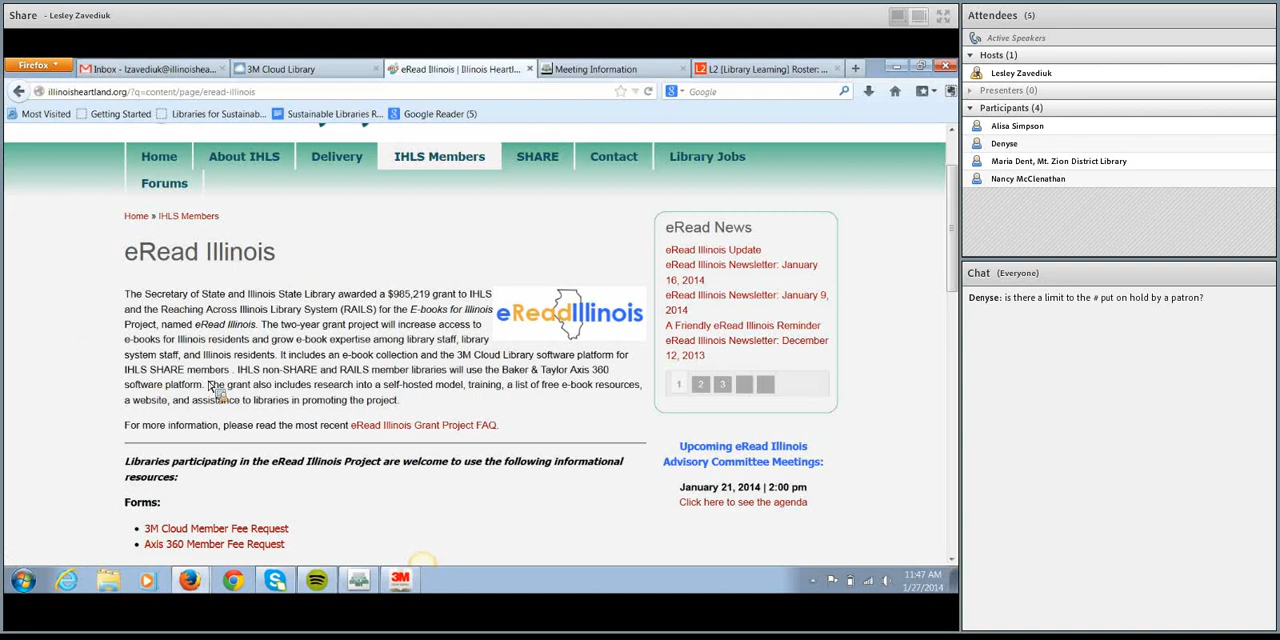 Share - Lesley Zavediuk
Firefox
Inbox - lzavediuk@illinoishea...
3M Cloud Library
eRead Illinois | Illinois Heartl...
Meeting Information
L2 [Library Learning] Roster: ...
illinoisheartland.org/?q=content/page/eread-illinois
Google
Most Visited
Getting Started
Libraries for Sustainab...
Sustainable Libraries R...
Google Reader (5)
Home
About IHLS
Delivery
IHLS Members
SHARE
Contact
Library Jobs
Forums
Home » IHLS Members
eRead Illinois
The Secretary of State and Illinois State Library awarded a $985,219 grant to IHLS
and the Reaching Across Illinois Library System (RAILS) for the E-books for Illinois
Project, named eRead Illinois. The two-year grant project will increase access to
e-books for Illinois residents and grow e-book expertise among library staff, library
system staff, and Illinois residents. It includes an e-book collection and the 3M Cloud Library software platform for
IHLS SHARE members . IHLS non-SHARE and RAILS member libraries will use the Baker & Taylor Axis 360
software platform. The grant also includes research into a self-hosted model, training, a list of free e-book resources,
a website, and assistance to libraries in promoting the project.
eReadIllinois
For more information, please read the most recent eRead Illinois Grant Project FAQ.
Libraries participating in the eRead Illinois Project are welcome to use the following informational
resources:
Forms:
• 3M Cloud Member Fee Request
• Axis 360 Member Fee Request
eRead News
eRead Illinois Update
eRead Illinois Newsletter: January
16, 2014
eRead Illinois Newsletter: January 9,
2014
A Friendly eRead Illinois Reminder
eRead Illinois Newsletter: December
12, 2013
1 2 3
Upcoming eRead Illinois
Advisory Committee Meetings:
January 21, 2014 | 2:00 pm
Click here to see the agenda
3M
11:47 AM
1/27/2014
Attendees (5)
Active Speakers
Hosts (1)
Lesley Zavediuk
Presenters (0)
Participants (4)
Alisa Simpson
Denyse
Maria Dent, Mt. Zion District Library
Nancy McClenathan
Chat (Everyone)
Denyse: is there a limit to the # put on hold by a patron?